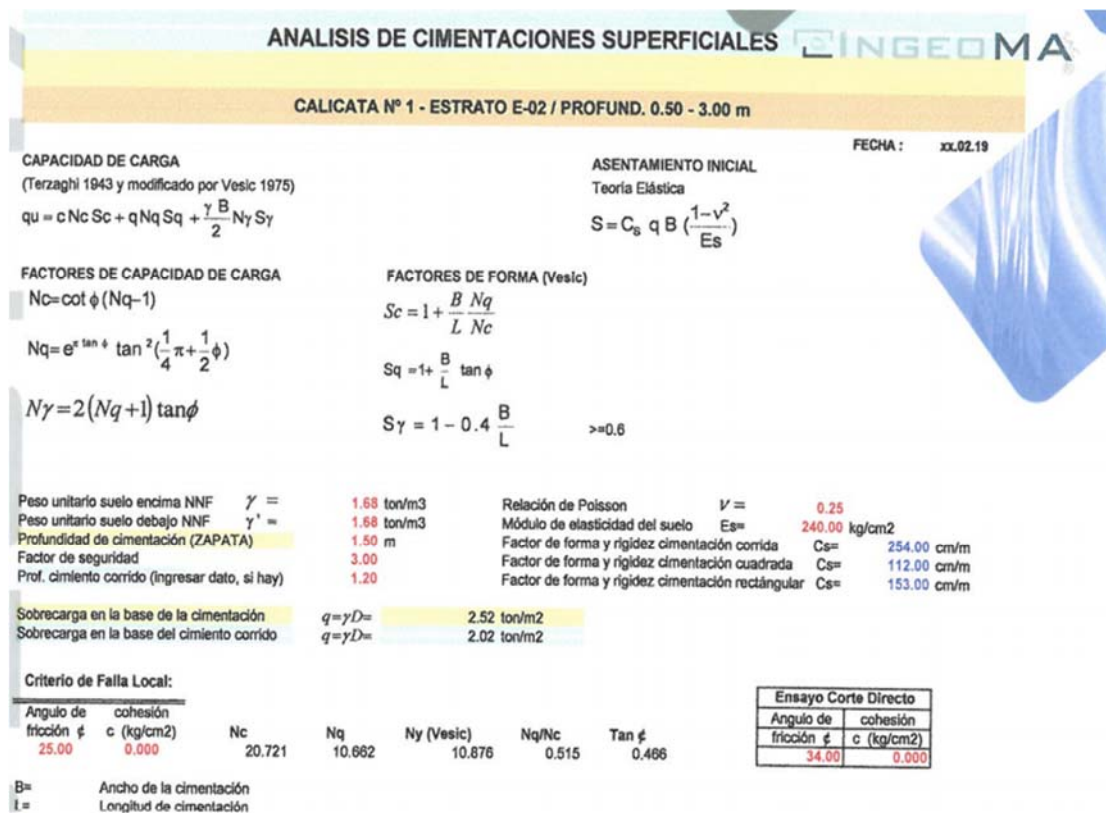 ANALISIS DE CIMENTACIONES SUPERFICIALES
INGEOMA
CALICATA Nº 1 - ESTRATO E-02 / PROFUND. 0.50 - 3.00 m
FECHA : xx.02.19
CAPACIDAD DE CARGA
(Terzaghi 1943 y modificado por Vesic 1975)
qu = c Nc Sc + q Nq Sq + γ B / 2 Nγ Sγ
ASENTAMIENTO INICIAL
Teoría Elástica
S = Cs q B ( 1-ν² / Es )
FACTORES DE CAPACIDAD DE CARGA
Nc=cot ϕ (Nq-1)
Nq= e^π tan ϕ tan ²( 1/4 π + 1/2 ϕ )
Nγ = 2(Nq+1) tanϕ
FACTORES DE FORMA (Vesic)
Sc = 1 + B/L Nq/Nc
Sq =1+ B/L tan ϕ
Sγ = 1 - 0.4 B/L >=0.6
Peso unitario suelo encima NNF γ = 1.68 ton/m3
Peso unitario suelo debajo NNF γ' = 1.68 ton/m3
Profundidad de cimentación (ZAPATA) 1.50 m
Factor de seguridad 3.00
Prof. cimiento corrido (ingresar dato, si hay) 1.20
Relación de Poisson ν = 0.25
Módulo de elasticidad del suelo Es= 240.00 kg/cm2
Factor de forma y rigidez cimentación corrida Cs= 254.00 cm/m
Factor de forma y rigidez cimentación cuadrada Cs= 112.00 cm/m
Factor de forma y rigidez cimentación rectángular Cs= 153.00 cm/m
Sobrecarga en la base de la cimentación q=γD= 2.52 ton/m2
Sobrecarga en la base del cimiento corrido q=γD= 2.02 ton/m2
Criterio de Falla Local:
Angulo de cohesión
fricción ¢ c (kg/cm2) Nc Nq Ny (Vesic) Nq/Nc Tan ¢
25.00 0.000 20.721 10.662 10.876 0.515 0.466
Ensayo Corte Directo
Angulo de cohesión
fricción ¢ c (kg/cm2)
34.00 0.000
B= Ancho de la cimentación
L= Longitud de cimentación